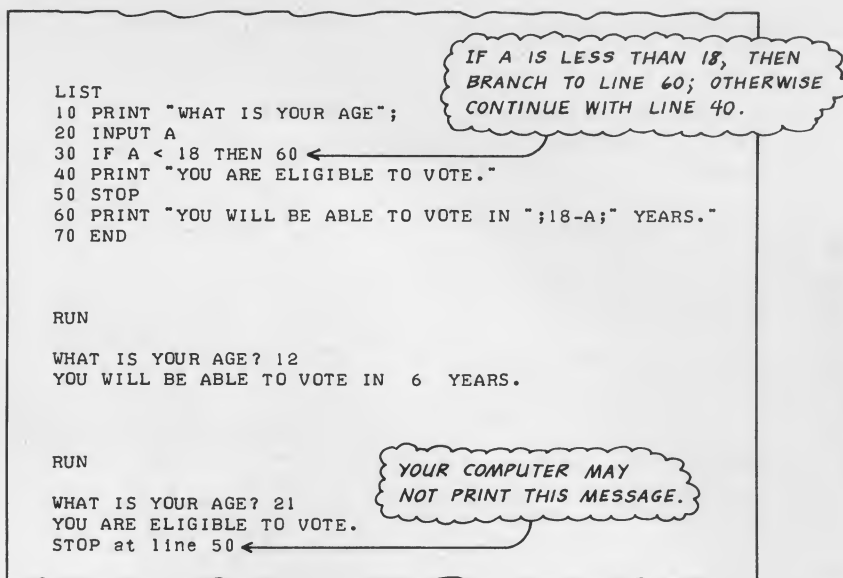 IF A IS LESS THAN 18, THEN
BRANCH TO LINE 60; OTHERWISE
CONTINUE WITH LINE 40.
LIST
10 PRINT "WHAT IS YOUR AGE";
20 INPUT A
30 IF A < 18 THEN 60
40 PRINT "YOU ARE ELIGIBLE TO VOTE."
50 STOP
60 PRINT "YOU WILL BE ABLE TO VOTE IN ";18-A;" YEARS."
70 END
RUN
WHAT IS YOUR AGE? 12
YOU WILL BE ABLE TO VOTE IN  6  YEARS.
RUN
YOUR COMPUTER MAY
NOT PRINT THIS MESSAGE.
WHAT IS YOUR AGE? 21
YOU ARE ELIGIBLE TO VOTE.
STOP at line 50